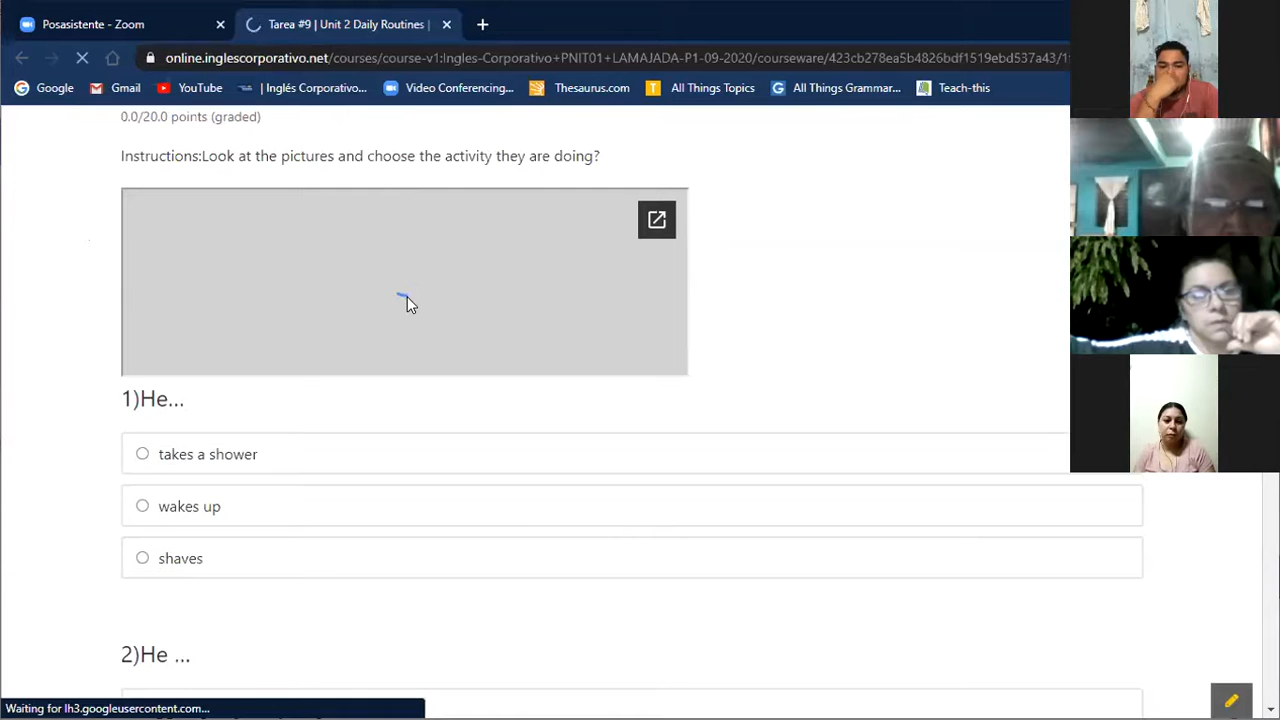 Posasistente - Zoom
Tarea #9 | Unit 2 Daily Routines |
online.inglescorporativo.net/courses/course-v1:Ingles-Corporativo+PNIT01+LAMAJADA-P1-09-2020/courseware/423cb278ea5b4826bdf1519ebd537a43/1
Google
Gmail
YouTube
| Inglés Corporativo...
Video Conferencing...
Thesaurus.com
All Things Topics
All Things Grammar...
Teach-this
0.0/20.0 points (graded)
Instructions:Look at the pictures and choose the activity they are doing?
1)He...
takes a shower
wakes up
shaves
2)He ...
Waiting for lh3.googleusercontent.com...